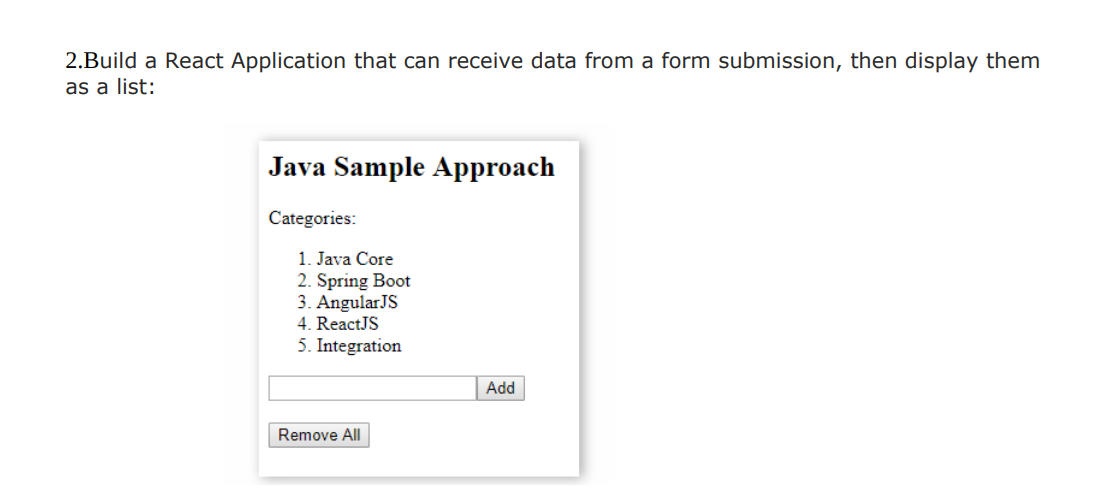 2.Build a React Application that can receive data from a form submission, then display them
as a list:
Java Sample Approach
Categories:
1. Java Core
2. Spring Boot
3. AngularJS
4. ReactJS
5. Integration
Add
Remove All